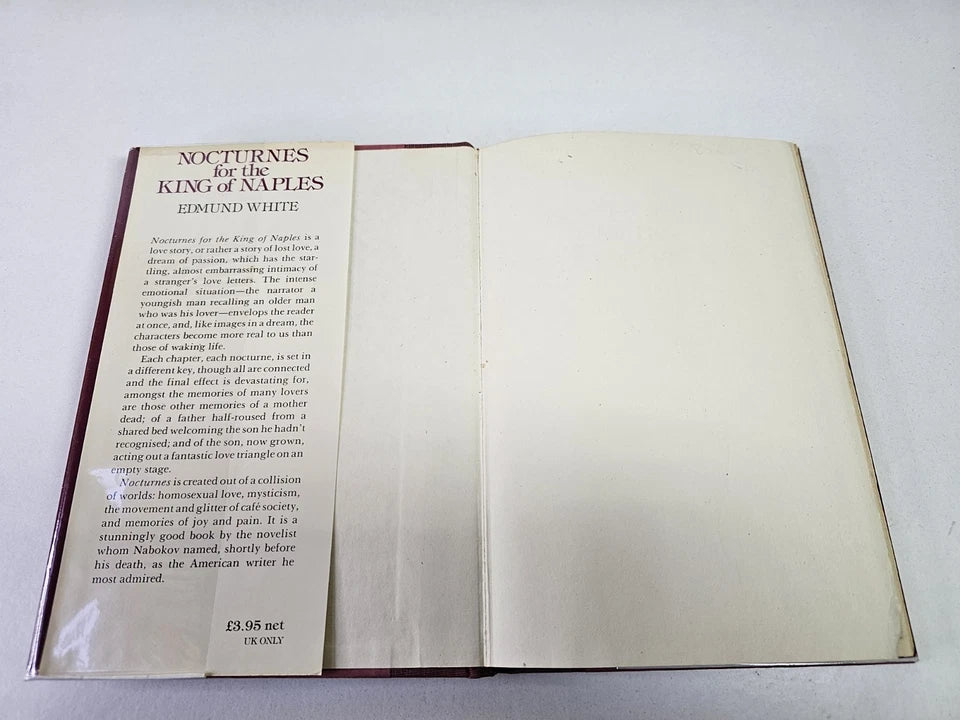 NOCTURNES
for the
KING of NAPLES
EDMUND WHITE
Nocturnes for the King of Naples is a
love story, or rather a story of lost love, a
dream of passion, which has the star-
tling, almost embarrassing intimacy of
a stranger's love letters. The intense
emotional situation—the narrator a
youngish man recalling an older man
who was his lover—envelops the reader
at once, and, like images in a dream, the
characters become more real to us than
those of waking life.
Each chapter, each nocturne, is set in
a different key, though all are connected
and the final effect is devastating for,
amongst the memories of many lovers
are those other memories of a mother
dead; of a father half-roused from a
shared bed welcoming the son he hadn't
recognised; and of the son, now grown,
acting out a fantastic love triangle on an
empty stage.
Nocturnes is created out of a collision
of worlds: homosexual love, mysticism,
the movement and glitter of café society,
and memories of joy and pain. It is a
stunningly good book by the novelist
whom Nabokov named, shortly before
his death, as the American writer he
most admired.
£3.95 net
UK ONLY